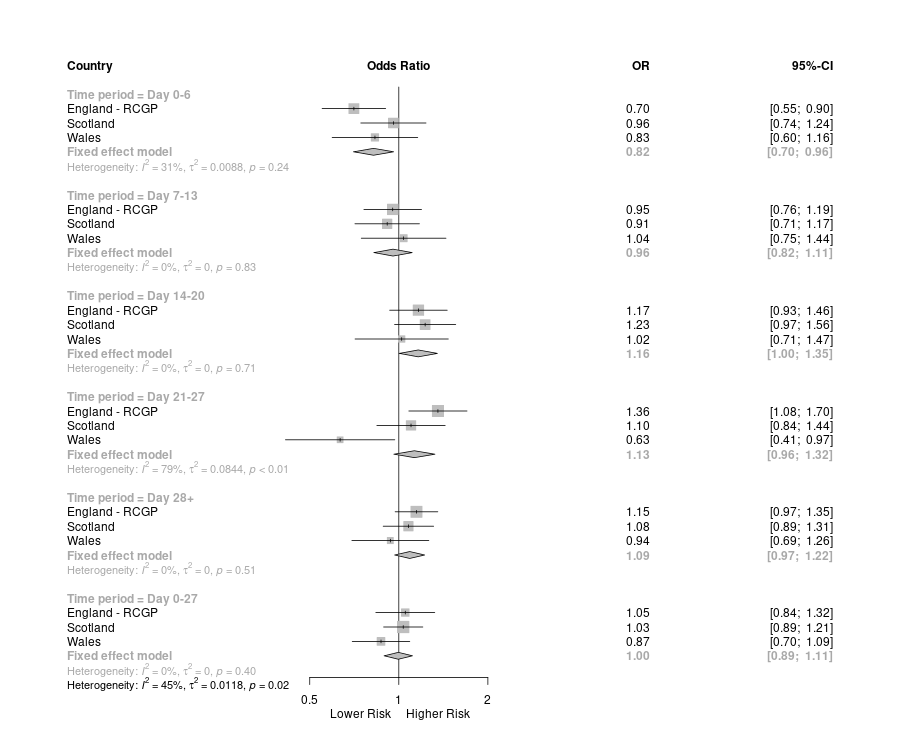 Country Odds Ratio OR 95%-CI
Time period = Day 0-6
England - RCGP 0.70 [0.55; 0.90]
Scotland 0.96 [0.74; 1.24]
Wales 0.83 [0.60; 1.16]
Fixed effect model 0.82 [0.70; 0.96]
Heterogeneity: I² = 31%, τ² = 0.0088, p = 0.24
Time period = Day 7-13
England - RCGP 0.95 [0.76; 1.19]
Scotland 0.91 [0.71; 1.17]
Wales 1.04 [0.75; 1.44]
Fixed effect model 0.96 [0.82; 1.11]
Heterogeneity: I² = 0%, τ² = 0, p = 0.83
Time period = Day 14-20
England - RCGP 1.17 [0.93; 1.46]
Scotland 1.23 [0.97; 1.56]
Wales 1.02 [0.71; 1.47]
Fixed effect model 1.16 [1.00; 1.35]
Heterogeneity: I² = 0%, τ² = 0, p = 0.71
Time period = Day 21-27
England - RCGP 1.36 [1.08; 1.70]
Scotland 1.10 [0.84; 1.44]
Wales 0.63 [0.41; 0.97]
Fixed effect model 1.13 [0.96; 1.32]
Heterogeneity: I² = 79%, τ² = 0.0844, p < 0.01
Time period = Day 28+
England - RCGP 1.15 [0.97; 1.35]
Scotland 1.08 [0.89; 1.31]
Wales 0.94 [0.69; 1.26]
Fixed effect model 1.09 [0.97; 1.22]
Heterogeneity: I² = 0%, τ² = 0, p = 0.51
Time period = Day 0-27
England - RCGP 1.05 [0.84; 1.32]
Scotland 1.03 [0.89; 1.21]
Wales 0.87 [0.70; 1.09]
Fixed effect model 1.00 [0.89; 1.11]
Heterogeneity: I² = 0%, τ² = 0, p = 0.40
Heterogeneity: I² = 45%, τ² = 0.0118, p = 0.02
0.5 1 2
Lower Risk Higher Risk